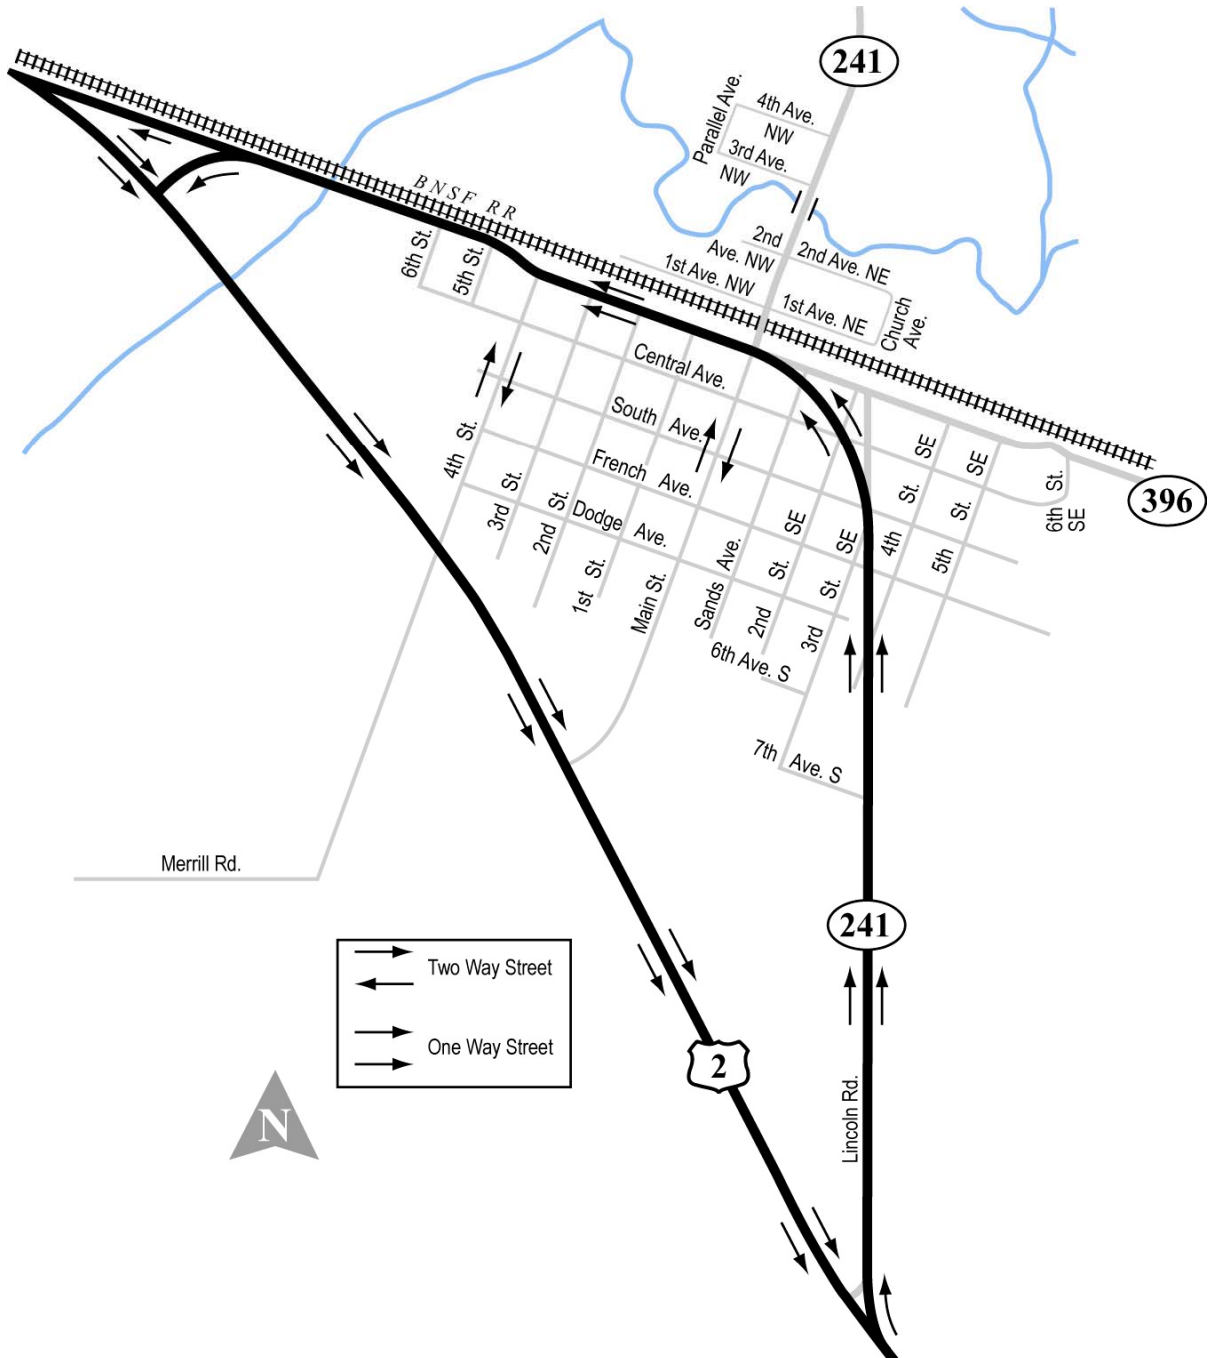 241
Parallel Ave.
4th Ave.
NW
3rd Ave.
NW
BNSF RR
2nd
Ave. NW
2nd Ave. NE
1st Ave. NW
1st Ave. NE
Church
Ave.
6th St.
5th St.
Central Ave.
South Ave.
French Ave.
Dodge Ave.
4th St.
3rd St.
2nd St.
1st St.
Main St.
Sands Ave.
2nd St. SE
3rd St. SE
4th St. SE
5th St. SE
6th St.
SE
396
6th Ave. S
7th Ave. S
Merrill Rd.
241
Two Way Street
One Way Street
N
2
Lincoln Rd.